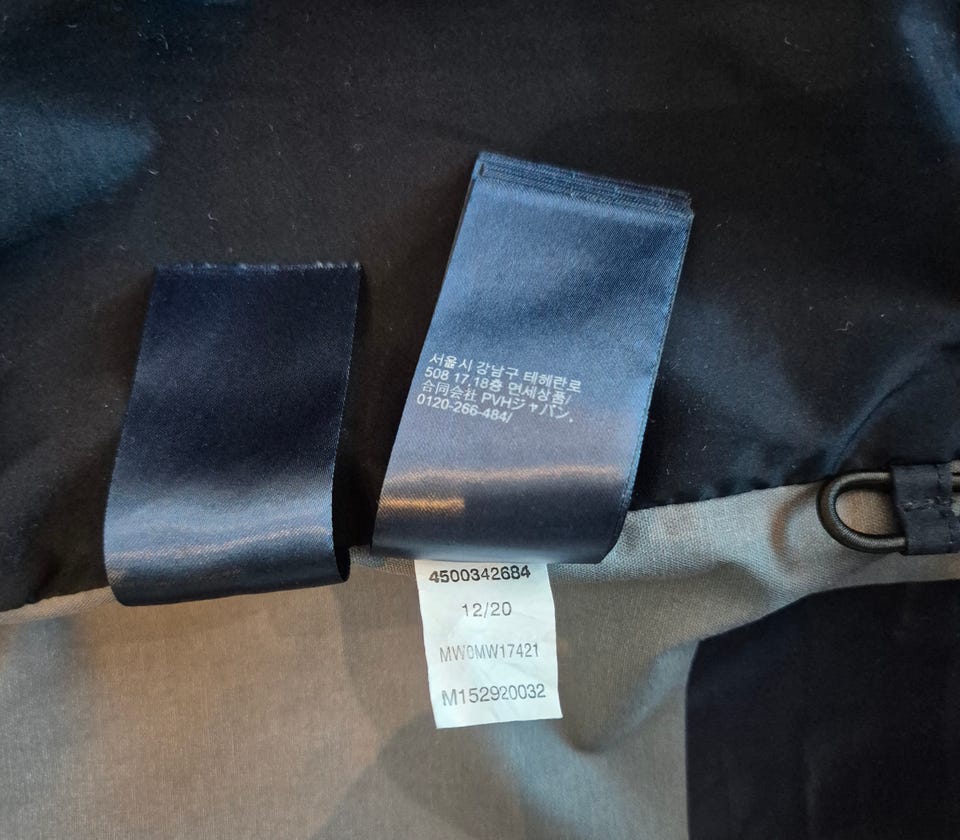 서울시 강남구 테헤란로
508 17,18층 면세상품/
合同会社 PVHジャパン,
0120-266-484/
4500342684
12/20
MW0MW17421
M152920032